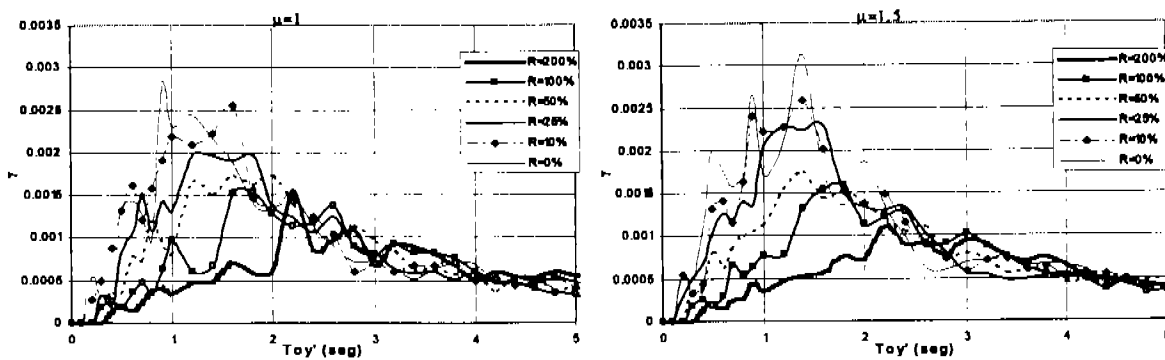 μ=1
0.0035
0.003
0.0025
0.002
0.0015
0.001
0.0005
0
γ
R=200%
R=100%
R=50%
R=25%
R=10%
R=0%
0 1 2 3 4 5
Toy' (seg)
μ=1.5
0.0035
0.003
0.0025
0.002
0.0015
0.001
0.0005
0
γ
R=200%
R=100%
R=50%
R=25%
R=10%
R=0%
0 1 2 3 4 5
Toy' (seg)